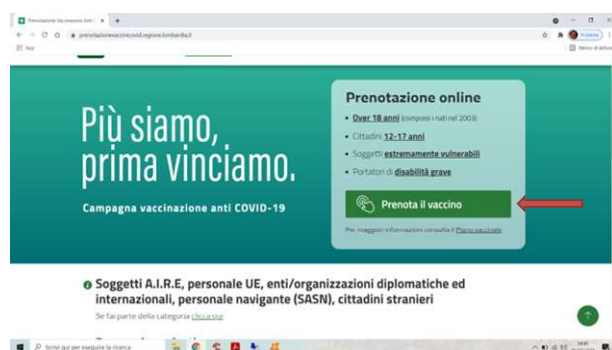 Prenotazione Vaccinazioni Anti
prenotazionevaccinicovid.regione.lombardia.it
App
Più siamo,
prima vinciamo.
Campagna vaccinazione anti COVID-19
Prenotazione online
Over 18 anni (compresi i nati nel 2003)
Cittadini 12-17 anni
Soggetti estremamente vulnerabili
Portatori di disabilità grave
Prenota il vaccino
Per maggiori informazioni consulta il Piano vaccinale
Soggetti A.I.R.E, personale UE, enti/organizzazioni diplomatiche ed
internazionali, personale navigante (SASN), cittadini stranieri
Se fai parte della categoria clicca qui
Scrivi qui per eseguire la ricerca